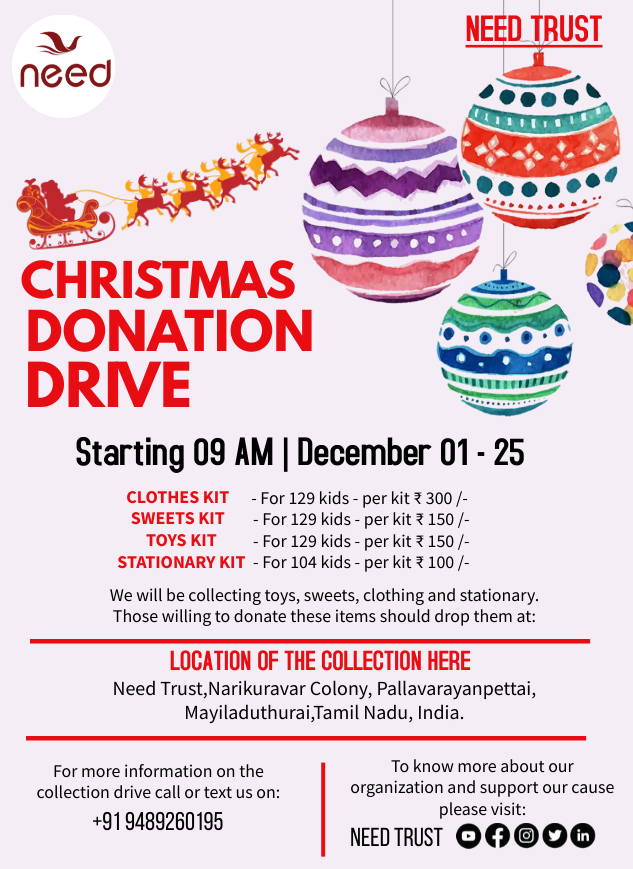 need
NEED TRUST
CHRISTMAS
DONATION
DRIVE
Starting 09 AM | December 01 - 25
CLOTHES KIT - For 129 kids - per kit ₹ 300 /-
SWEETS KIT - For 129 kids - per kit ₹ 150 /-
TOYS KIT - For 129 kids - per kit ₹ 150 /-
STATIONARY KIT - For 104 kids - per kit ₹ 100 /-
We will be collecting toys, sweets, clothing and stationary.
Those willing to donate these items should drop them at:
LOCATION OF THE COLLECTION HERE
Need Trust,Narikuravar Colony, Pallavarayanpettai,
Mayiladuthurai,Tamil Nadu, India.
For more information on the
collection drive call or text us on:
+91 9489260195
To know more about our
organization and support our cause
please visit:
NEED TRUST